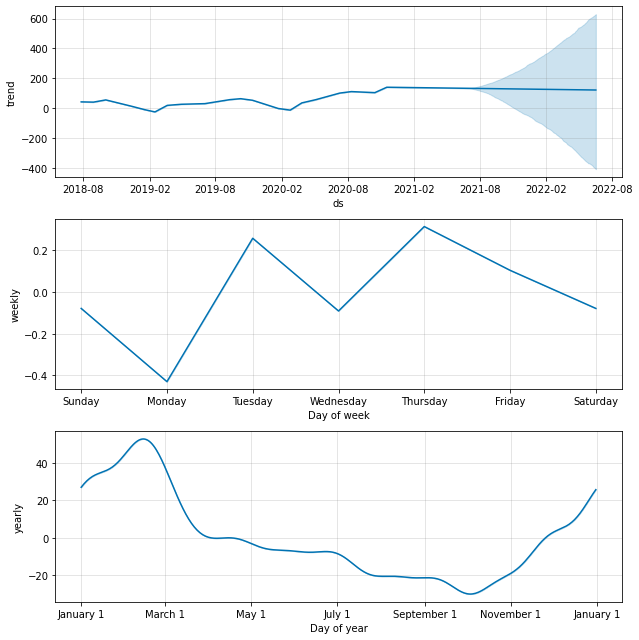 600
400
200
0
−200
−400
trend
2018-08 2019-02 2019-08 2020-02 2020-08 2021-02 2021-08 2022-02 2022-08
ds
0.2
0.0
−0.2
−0.4
weekly
Sunday Monday Tuesday Wednesday Thursday Friday Saturday
Day of week
40
20
0
−20
yearly
January 1 March 1 May 1 July 1 September 1 November 1 January 1
Day of year